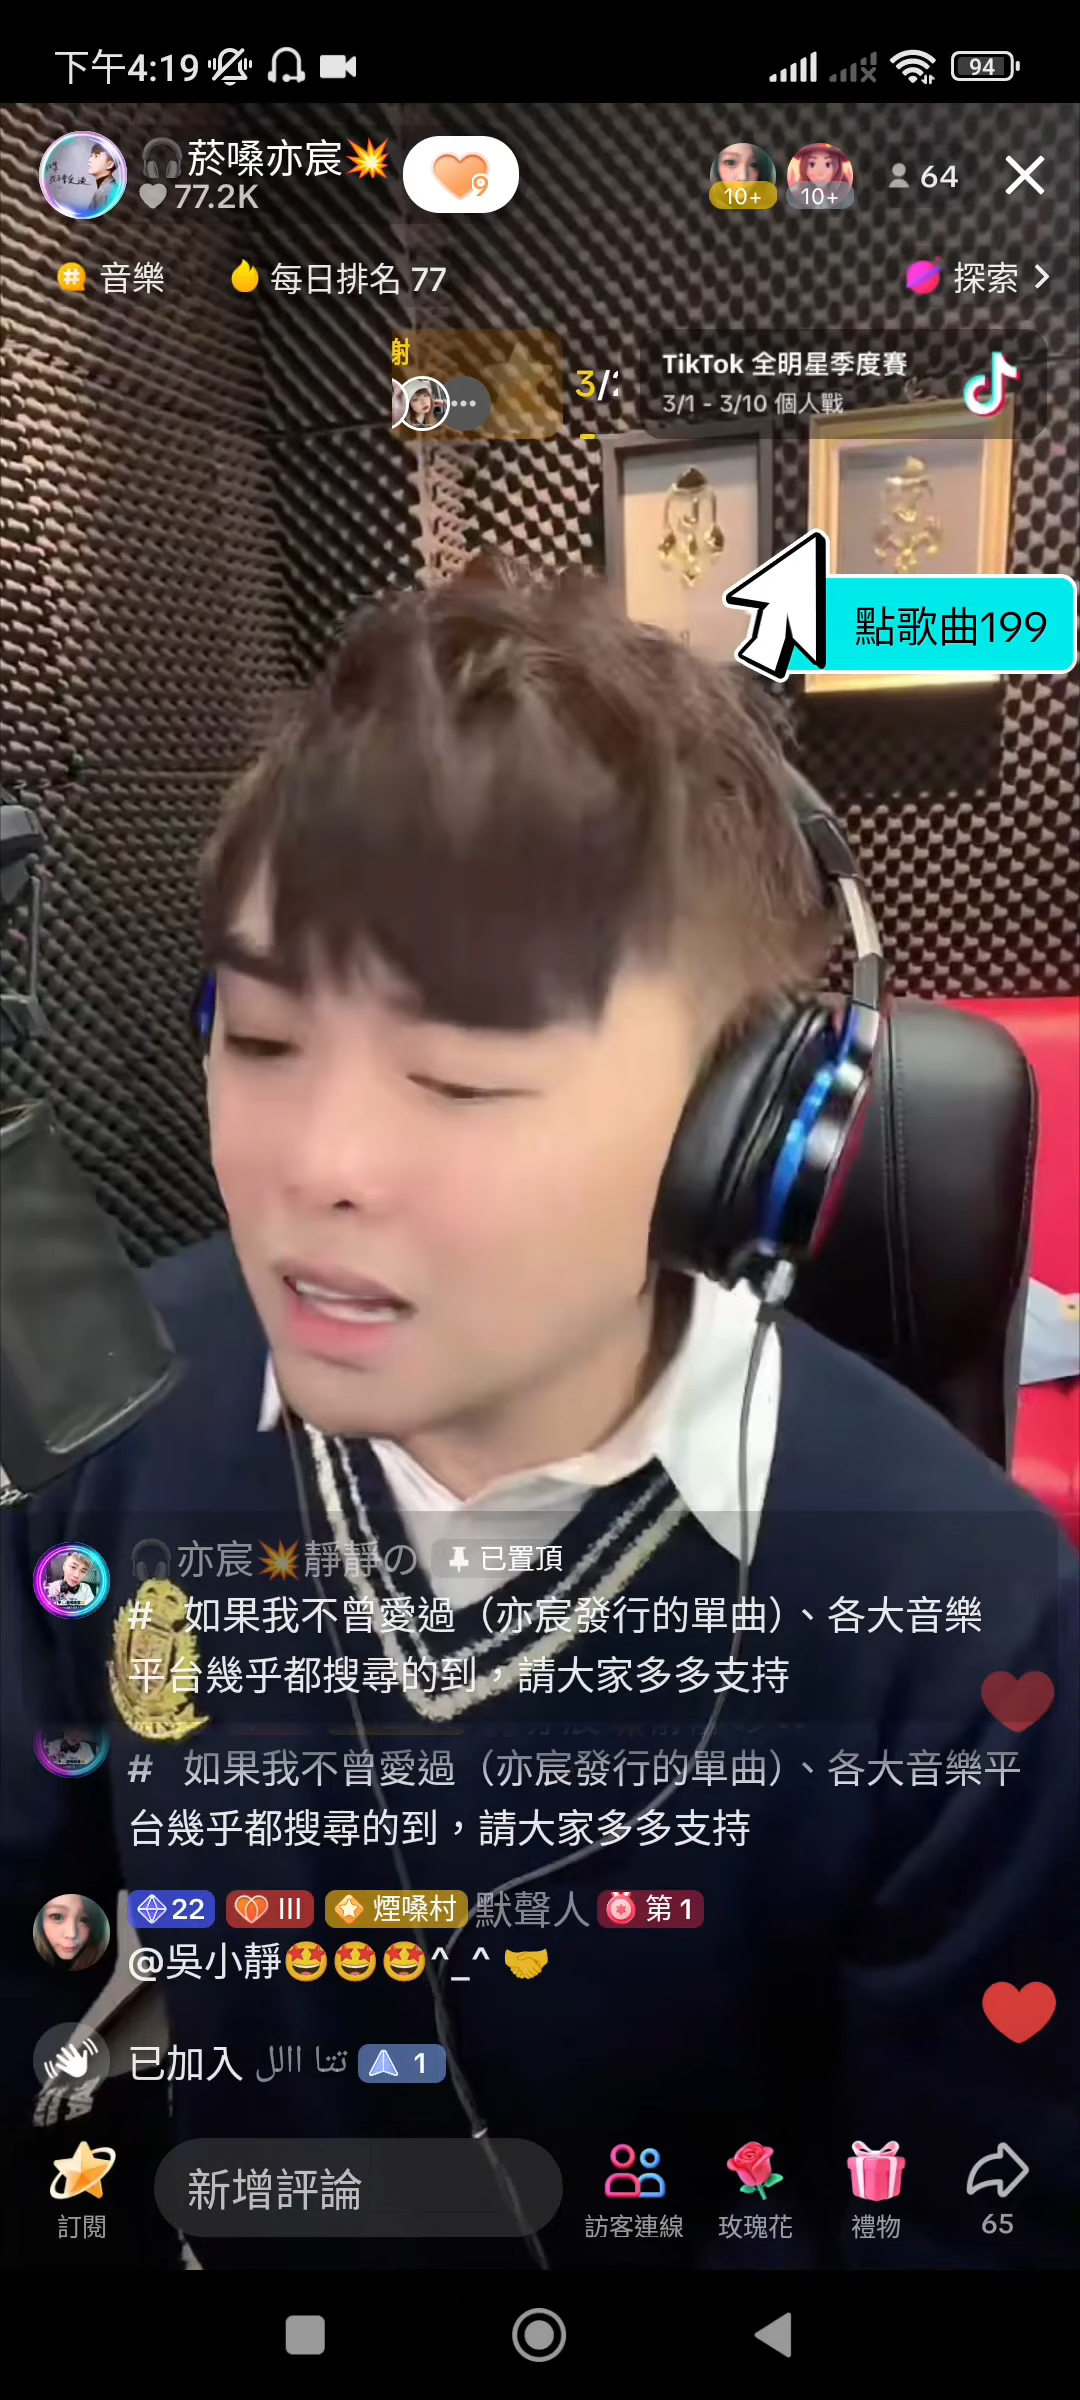 下午4:19
94
🎧菸嗓亦宸💥
77.2K
9
10+
10+
64
音樂
每日排名 77
探索
謝
3/
TikTok 全明星季度賽
3/1 - 3/10 個人戰
點歌曲199
🎧亦宸💥靜靜の 已置頂
# 如果我不曾愛過（亦宸發行的單曲）、各大音樂
平台幾乎都搜尋的到，請大家多多支持
# 如果我不曾愛過（亦宸發行的單曲）、各大音樂平
台幾乎都搜尋的到，請大家多多支持
22 III 煙嗓村 默聲人 第 1
@吳小靜🤩🤩🤩^_^ 🤝
已加入 تتا االل 1
新增評論
訂閱
訪客連線
玫瑰花
禮物
65